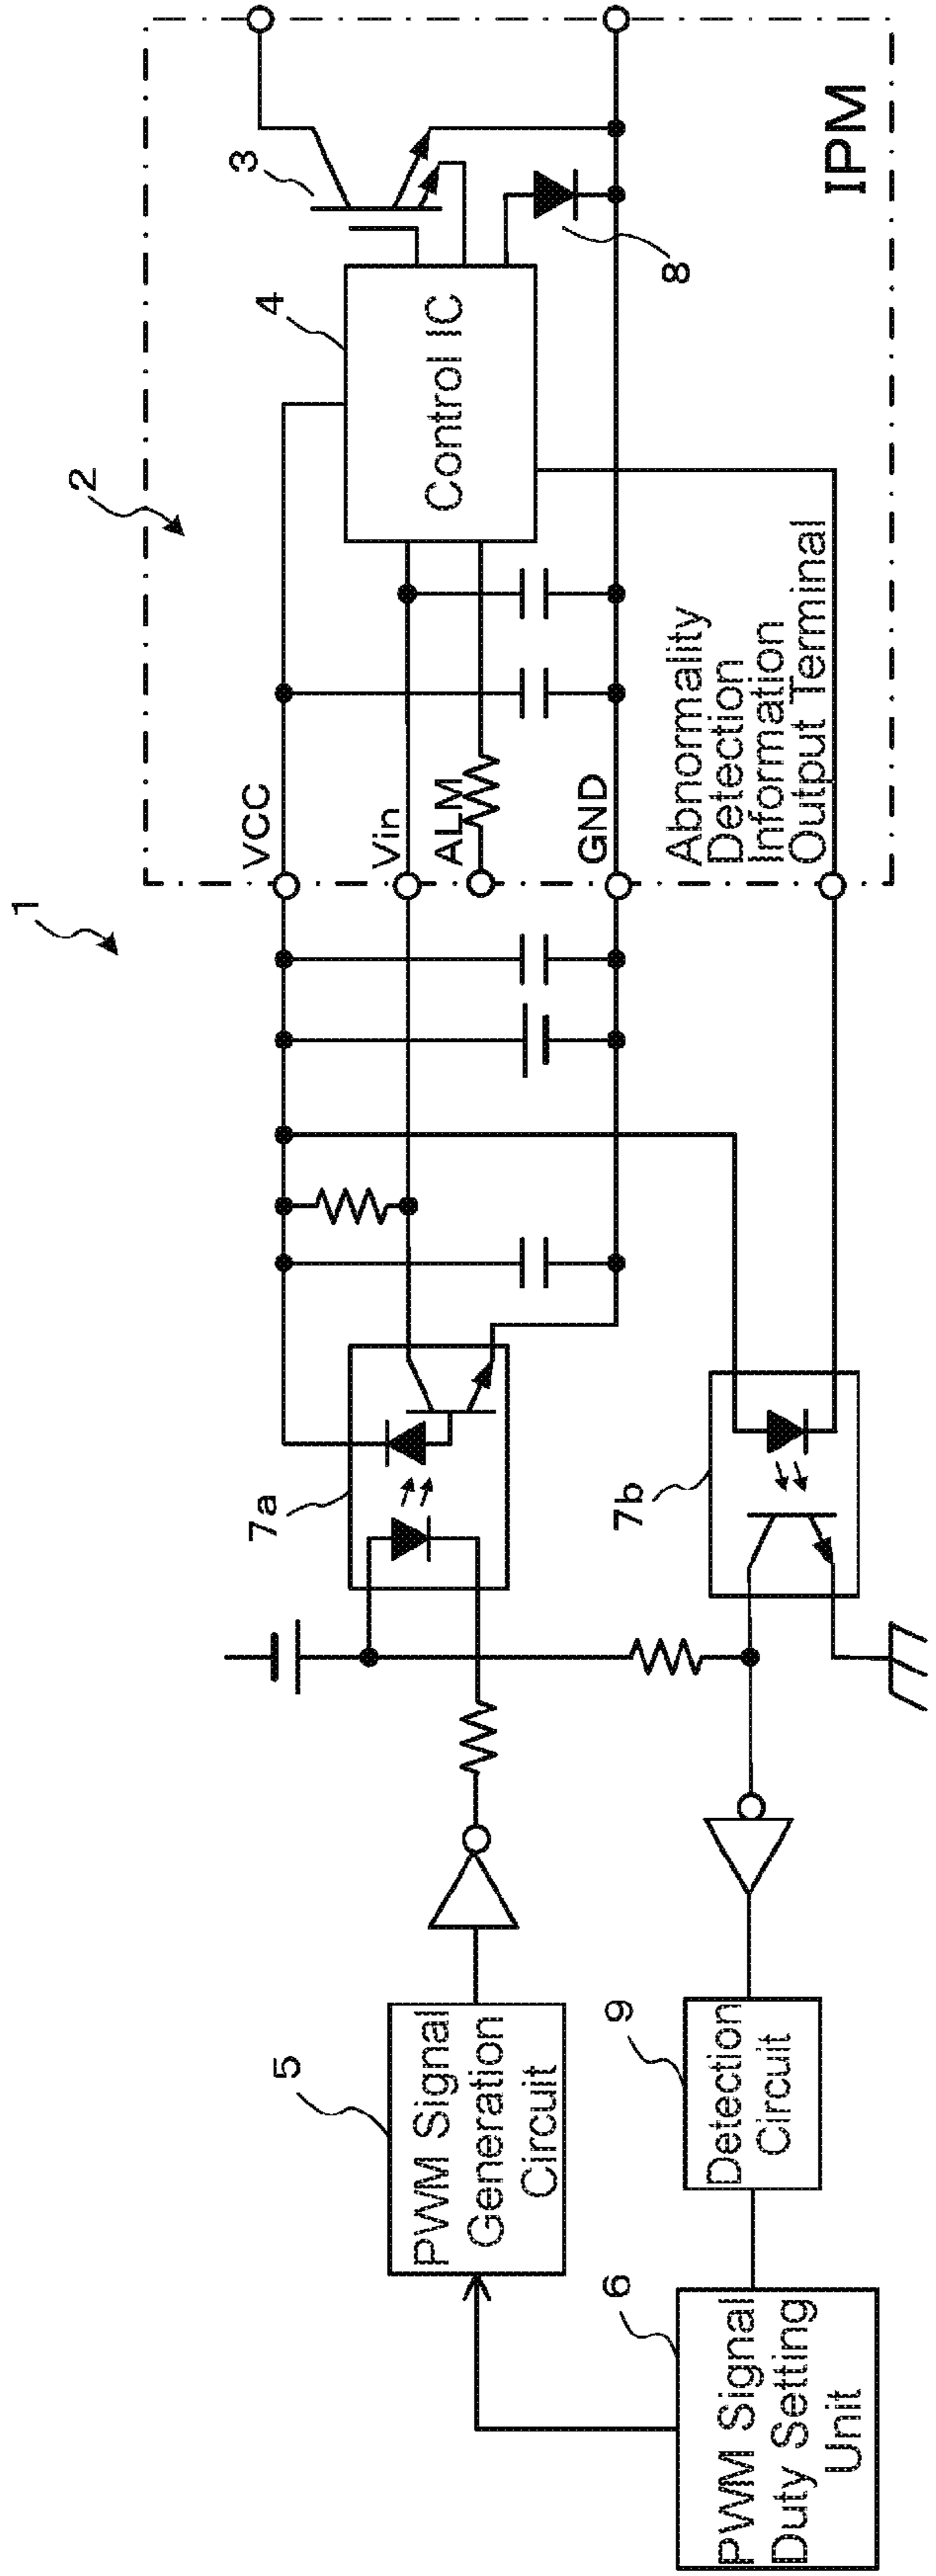 1
2
3
4
8
VCC
Vin
ALM
GND
Control IC
IPM
Abnormality
Detection
Information
Output Terminal
7a
7b
5
PWM Signal
Generation
Circuit
9
Detection
Circuit
6
PWM Signal
Duty Setting
Unit